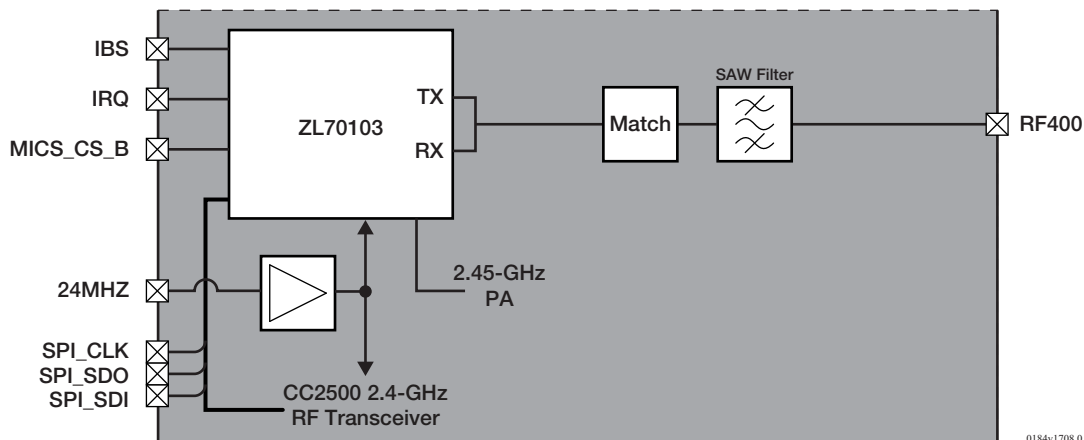 IBS
IRQ
MICS_CS_B
24MHZ
SPI_CLK
SPI_SDO
SPI_SDI
ZL70103
TX
RX
2.45-GHz
PA
CC2500 2.4-GHz
RF Transceiver
Match
SAW Filter
RF400
0184v1708.0